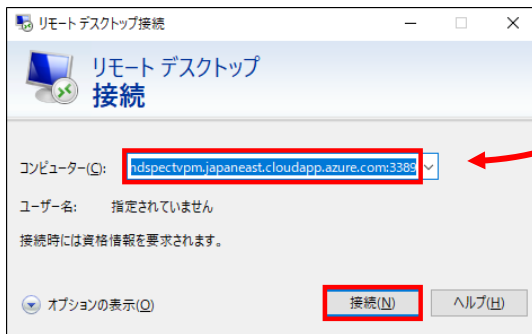 リモート デスクトップ接続
リモート デスクトップ
接続
コンピューター(C): ndspectvpm.japaneast.cloudapp.azure.com:3389
ユーザー名: 指定されていません
接続時には資格情報を要求されます。
オプションの表示(O) 接続(N) ヘルプ(H)